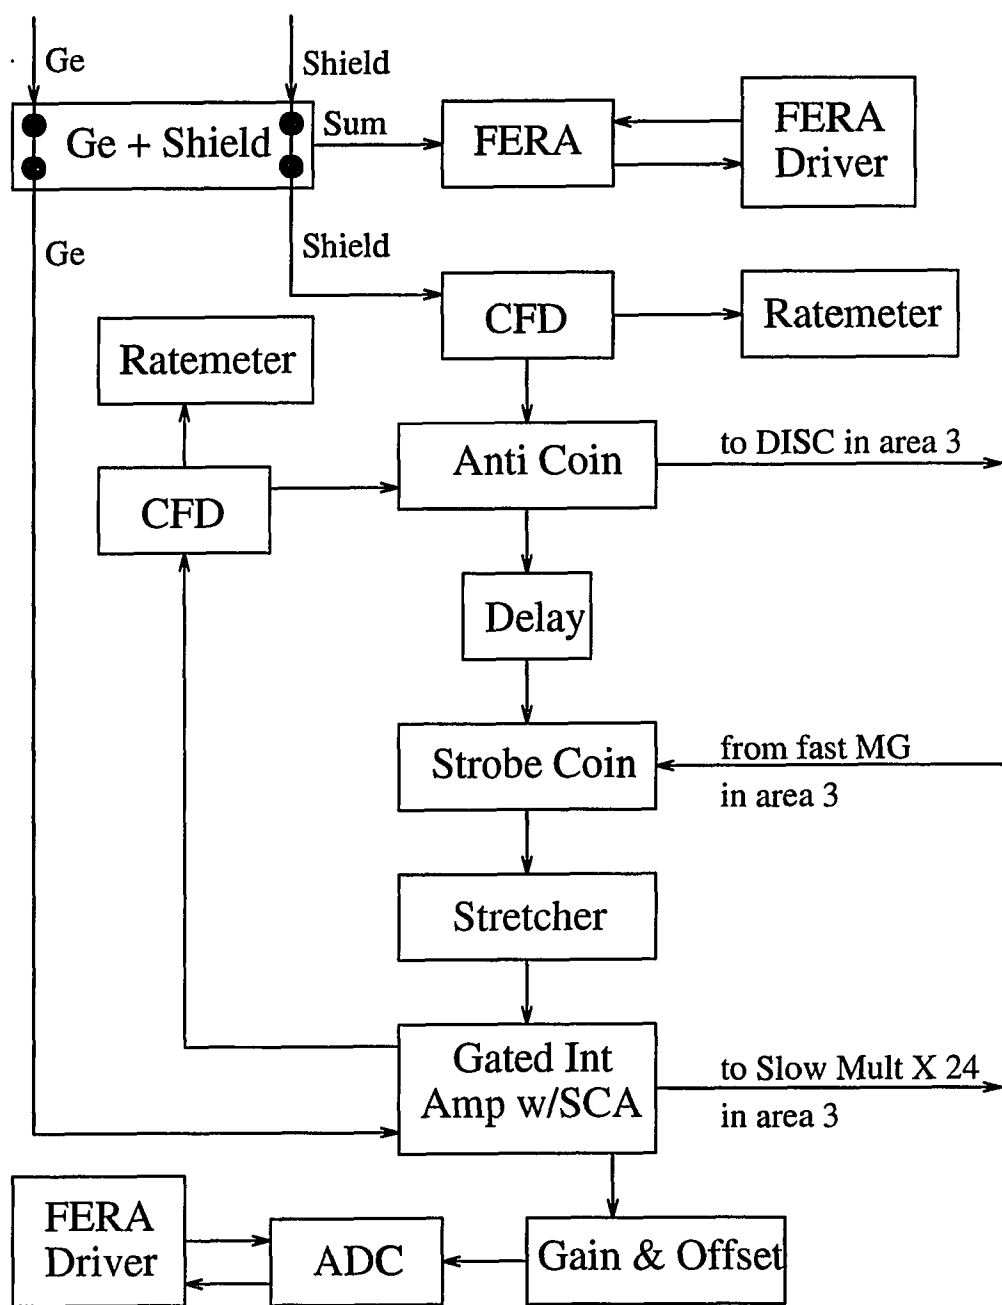 Ge
Shield
Ge + Shield
Sum
FERA
FERA
Driver
Ge
Shield
CFD
Ratemeter
Ratemeter
Anti Coin
to DISC in area 3
CFD
Delay
Strobe Coin
from fast MG
in area 3
Stretcher
Gated Int
Amp w/SCA
to Slow Mult X 24
in area 3
FERA
Driver
ADC
Gain & Offset